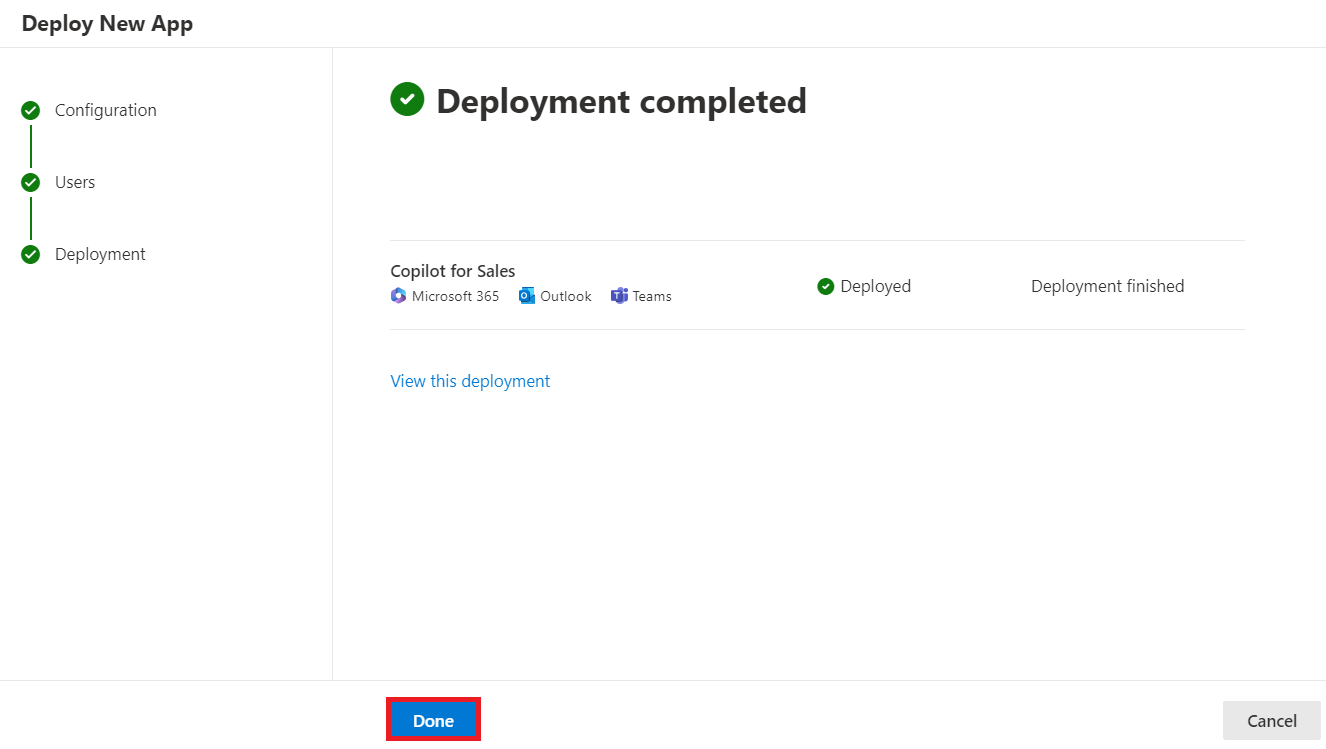 Deploy New App
Configuration
Users
Deployment
Deployment completed
Copilot for Sales
Microsoft 365 Outlook Teams
Deployed
Deployment finished
View this deployment
Done
Cancel